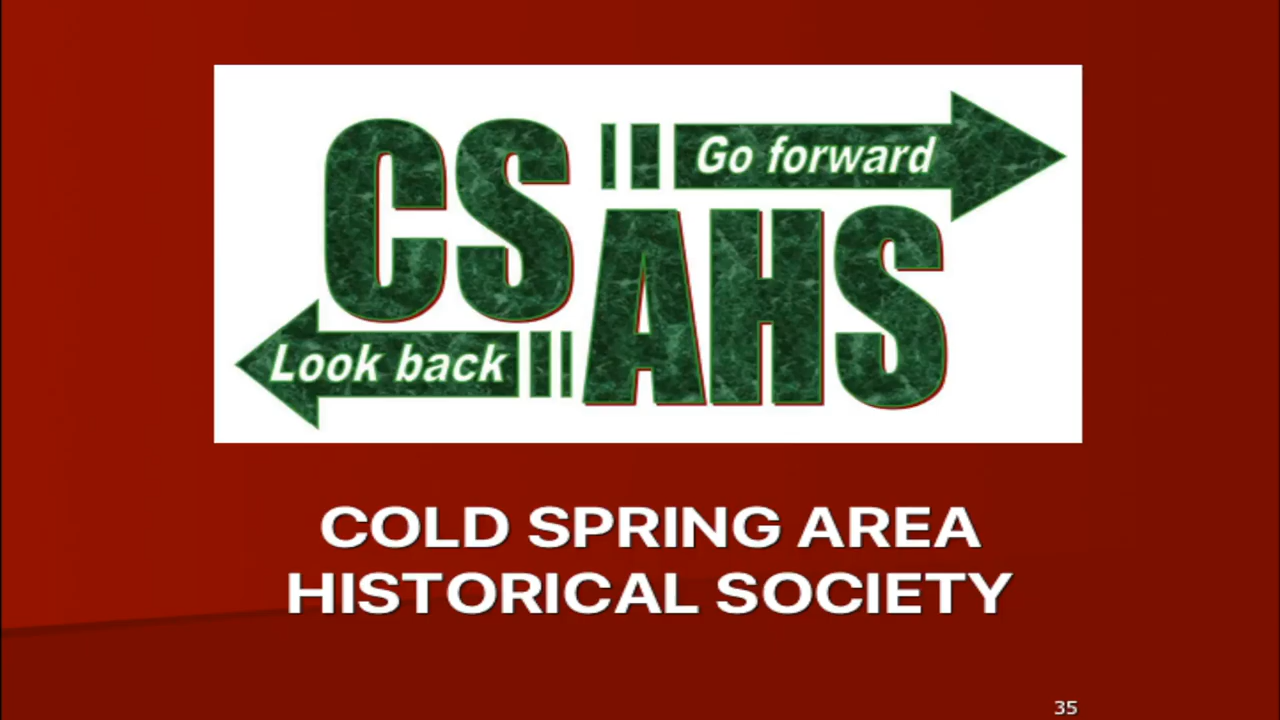 Go forward
CS
AHS
Look back
COLD SPRING AREA
HISTORICAL SOCIETY
35